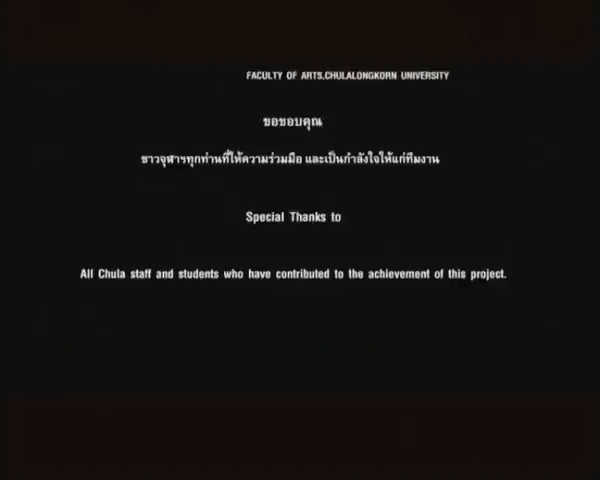 FACULTY OF ARTS,CHULALONGKORN UNIVERSITY
ขอขอบคุณ
ชาวจุฬาฯทุกท่านที่ให้ความร่วมมือ และเป็นกำลังใจให้แก่ทีมงาน
Special Thanks to
All Chula staff and students who have contributed to the achievement of this project.